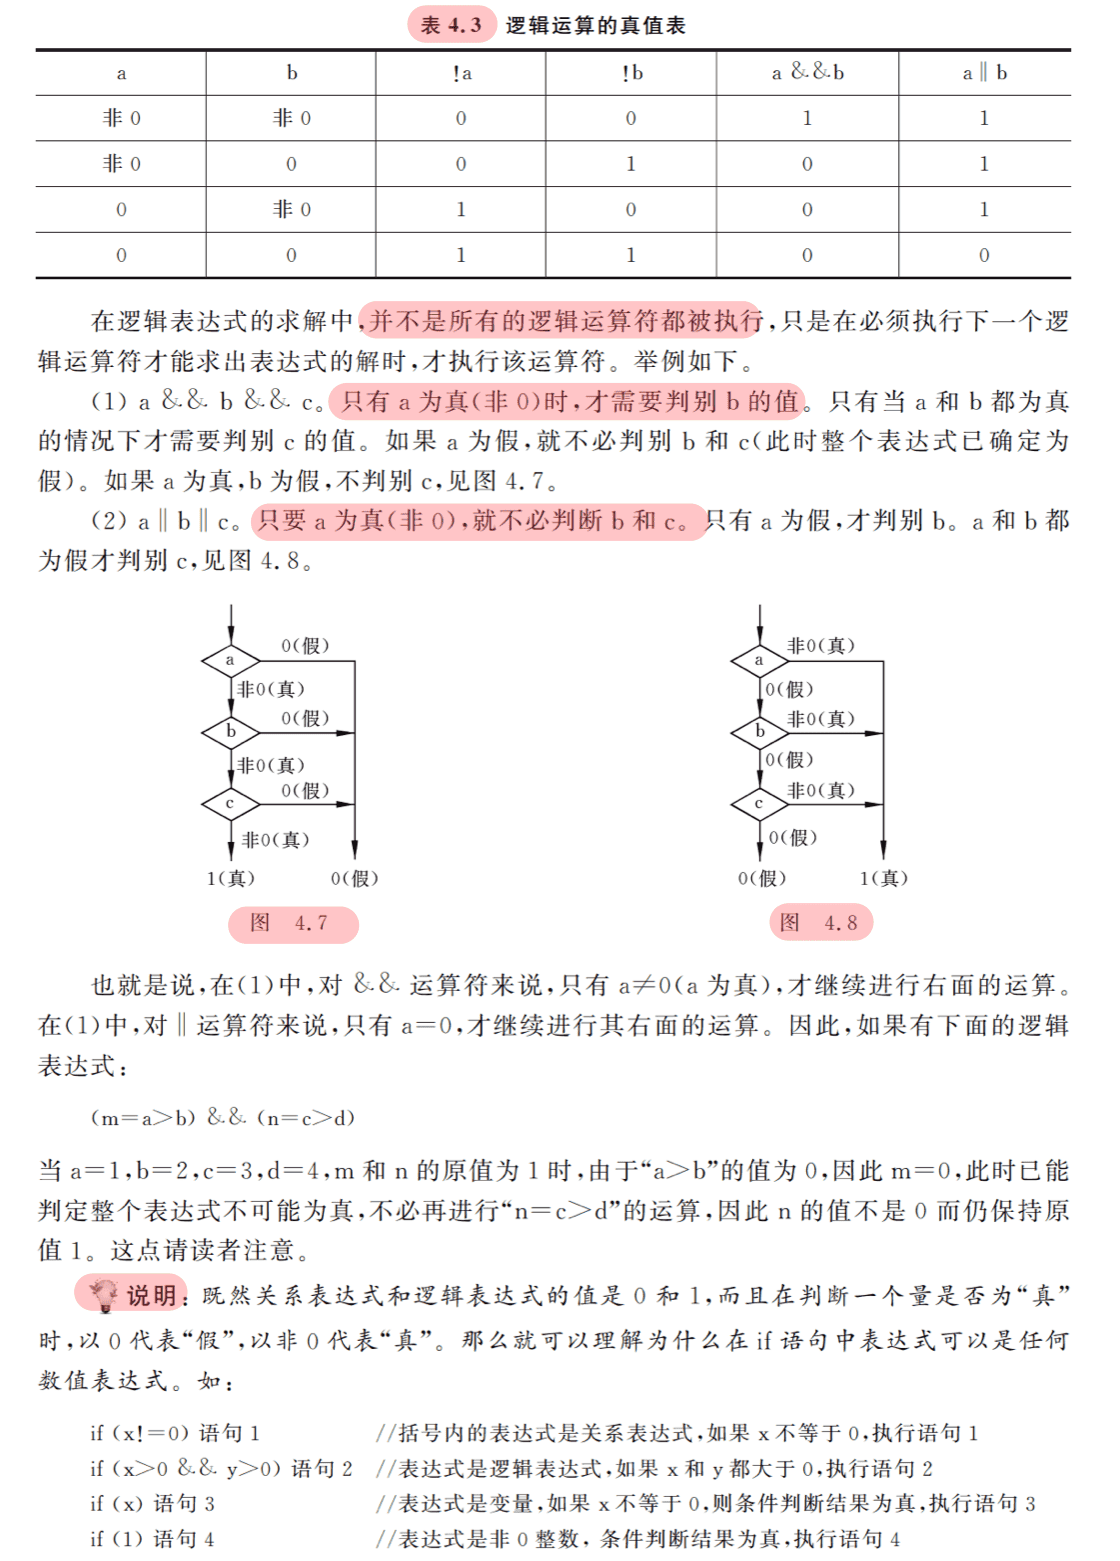 表 4.3 逻辑运算的真值表
a b !a !b a &&b a‖b
非 0 非 0 0 0 1 1
非 0 0 0 1 0 1
0 非 0 1 0 0 1
0 0 1 1 0 0
在逻辑表达式的求解中,并不是所有的逻辑运算符都被执行,只是在必须执行下一个逻
辑运算符才能求出表达式的解时,才执行该运算符。举例如下。
(1) a && b && c。只有 a 为真(非 0)时,才需要判别 b 的值。只有当 a 和 b 都为真
的情况下才需要判别 c 的值。如果 a 为假,就不必判别 b 和 c(此时整个表达式已确定为
假)。如果 a 为真,b 为假,不判别 c,见图 4.7。
(2) a‖b‖c。只要 a 为真(非 0),就不必判断 b 和 c。只有 a 为假,才判别 b。a 和 b 都
为假才判别 c,见图 4.8。
a
0(假)
非0(真)
b
0(假)
非0(真)
c
0(假)
非0(真)
1(真) 0(假)
图 4.7
a
非0(真)
0(假)
b
非0(真)
0(假)
c
非0(真)
0(假)
0(假) 1(真)
图 4.8
也就是说,在(1)中,对 && 运算符来说,只有 a≠0(a 为真),才继续进行右面的运算。
在(1)中,对‖运算符来说,只有 a=0,才继续进行其右面的运算。因此,如果有下面的逻辑
表达式:
(m=a>b) && (n=c>d)
当 a=1,b=2,c=3,d=4,m 和 n 的原值为 1 时,由于“a>b”的值为 0,因此 m=0,此时已能
判定整个表达式不可能为真,不必再进行“n=c>d”的运算,因此 n 的值不是 0 而仍保持原
值 1。这点请读者注意。
说明:既然关系表达式和逻辑表达式的值是 0 和 1,而且在判断一个量是否为“真”
时,以 0 代表“假”,以非 0 代表“真”。那么就可以理解为什么在 if 语句中表达式可以是任何
数值表达式。如:
if (x!=0) 语句 1 //括号内的表达式是关系表达式,如果 x 不等于 0,执行语句 1
if (x>0 && y>0) 语句 2 //表达式是逻辑表达式,如果 x 和 y 都大于 0,执行语句 2
if (x) 语句 3 //表达式是变量,如果 x 不等于 0,则条件判断结果为真,执行语句 3
if (1) 语句 4 //表达式是非 0 整数, 条件判断结果为真,执行语句 4